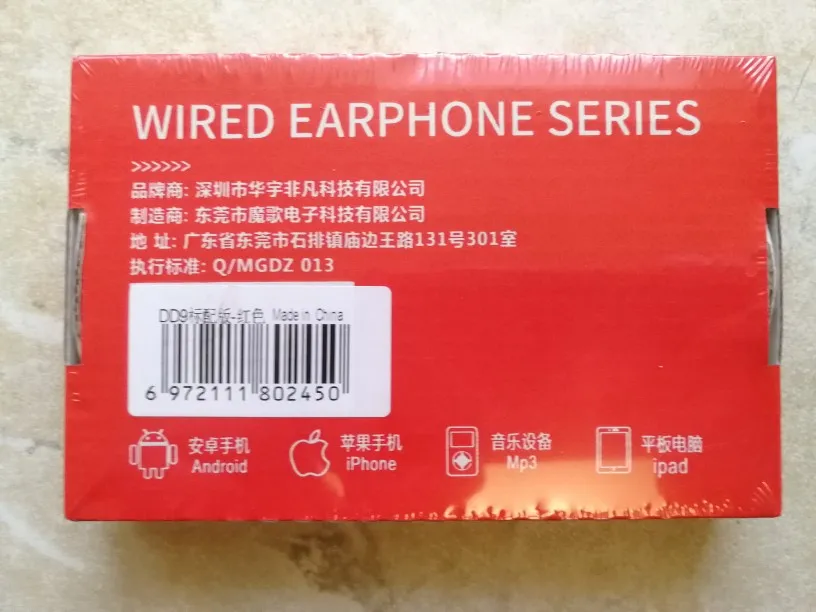 WIRED EARPHONE SERIES
>>>>>>
品牌商: 深圳市华宇非凡科技有限公司
制造商: 东莞市魔歌电子科技有限公司
地 址: 广东省东莞市石排镇庙边王路131号301室
执行标准: Q/MGDZ 013
DD9标配版-红色 Made in China
6 972111 802450
安卓手机 苹果手机 音乐设备 平板电脑
Android iPhone Mp3 ipad